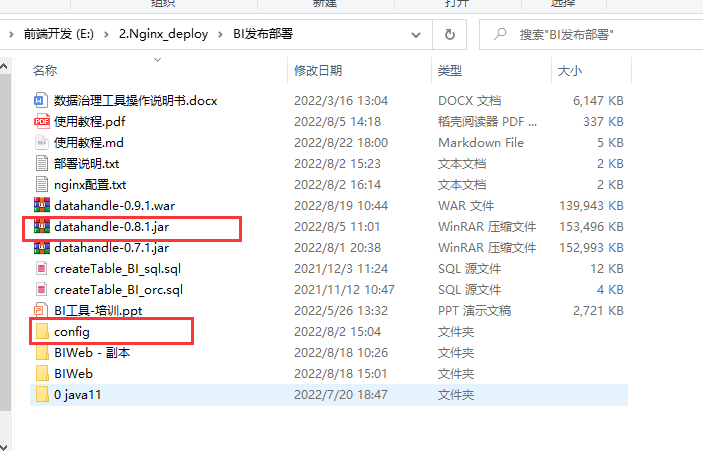 组织 新建 打开 选择
前端开发 (E:) 2.Nginx_deploy BI发布部署 搜索"BI发布部署"
名称 修改日期 类型 大小
数据治理工具操作说明书.docx 2022/3/16 13:04 DOCX 文档 6,147 KB
使用教程.pdf 2022/8/5 14:18 稻壳阅读器 PDF ... 337 KB
使用教程.md 2022/8/22 18:00 Markdown File 5 KB
部署说明.txt 2022/8/2 15:23 文本文档 2 KB
nginx配置.txt 2022/8/2 16:14 文本文档 2 KB
datahandle-0.9.1.war 2022/8/19 10:44 WAR 文件 139,943 KB
datahandle-0.8.1.jar 2022/8/5 11:01 WinRAR 压缩文件 153,496 KB
datahandle-0.7.1.jar 2022/8/1 20:38 WinRAR 压缩文件 152,993 KB
createTable_BI_sql.sql 2021/12/3 11:24 SQL 源文件 12 KB
createTable_BI_orc.sql 2021/11/12 10:47 SQL 源文件 4 KB
BI工具-培训.ppt 2022/5/26 13:32 PPT 演示文稿 2,721 KB
config 2022/8/2 15:04 文件夹
BIWeb - 副本 2022/8/18 10:26 文件夹
BIWeb 2022/8/18 15:01 文件夹
0 java11 2022/7/20 18:47 文件夹